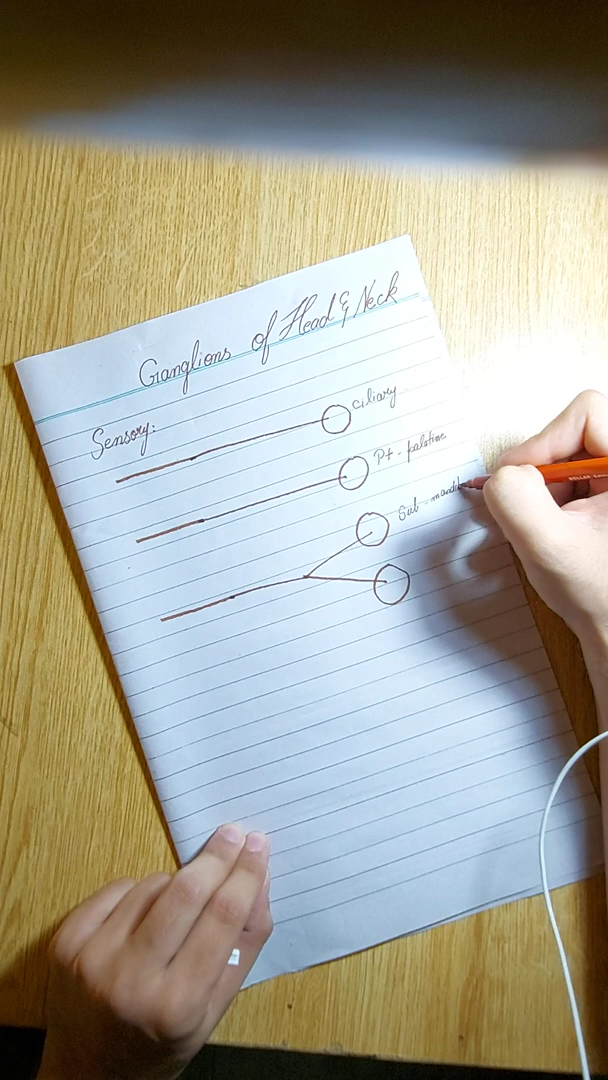 Ganglions of Head & Neck
Sensory:
ciliary
Pt - palatine
Sub - mandib